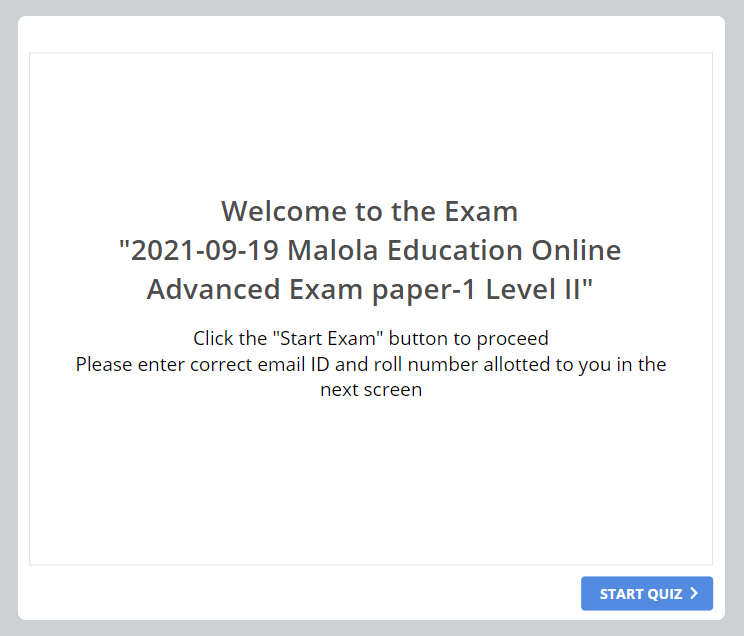 Welcome to the Exam
"2021-09-19 Malola Education Online
Advanced Exam paper-1 Level II"
Click the "Start Exam" button to proceed
Please enter correct email ID and roll number allotted to you in the
next screen
START QUIZ